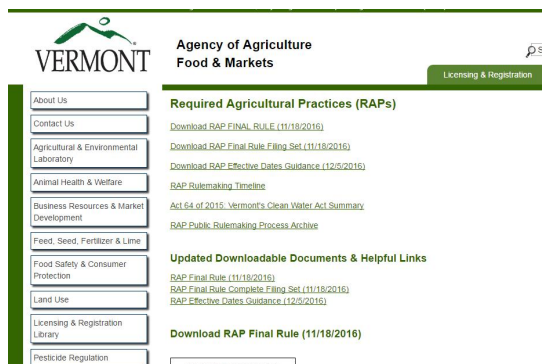 VERMONT
Agency of Agriculture
Food & Markets
S
Licensing & Registration
About Us
Contact Us
Agricultural & Environmental
Laboratory
Animal Health & Welfare
Business Resources & Market
Development
Feed, Seed, Fertilizer & Lime
Food Safety & Consumer
Protection
Land Use
Licensing & Registration
Library
Pesticide Regulation
Required Agricultural Practices (RAPs)
Download RAP FINAL RULE (11/18/2016)
Download RAP Final Rule Filing Set (11/18/2016)
Download RAP Effective Dates Guidance (12/5/2016)
RAP Rulemaking Timeline
Act 64 of 2015: Vermont's Clean Water Act Summary
RAP Public Rulemaking Process Archive
Updated Downloadable Documents & Helpful Links
RAP Final Rule (11/18/2016)
RAP Final Rule Complete Filing Set (11/18/2016)
RAP Effective Dates Guidance (12/5/2016)
Download RAP Final Rule (11/18/2016)